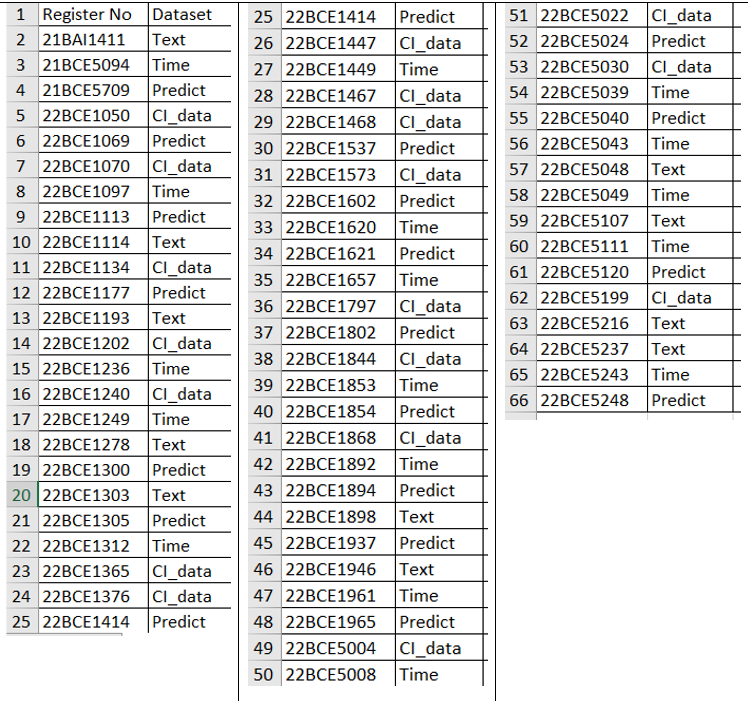 1 Register No Dataset
2 21BAI1411 Text
3 21BCE5094 Time
4 21BCE5709 Predict
5 22BCE1050 CI_data
6 22BCE1069 Predict
7 22BCE1070 CI_data
8 22BCE1097 Time
9 22BCE1113 Predict
10 22BCE1114 Text
11 22BCE1134 CI_data
12 22BCE1177 Predict
13 22BCE1193 Text
14 22BCE1202 CI_data
15 22BCE1236 Time
16 22BCE1240 CI_data
17 22BCE1249 Time
18 22BCE1278 Text
19 22BCE1300 Predict
20 22BCE1303 Text
21 22BCE1305 Predict
22 22BCE1312 Time
23 22BCE1365 CI_data
24 22BCE1376 CI_data
25 22BCE1414 Predict
25 22BCE1414 Predict
26 22BCE1447 CI_data
27 22BCE1449 Time
28 22BCE1467 CI_data
29 22BCE1468 CI_data
30 22BCE1537 Predict
31 22BCE1573 CI_data
32 22BCE1602 Predict
33 22BCE1620 Time
34 22BCE1621 Predict
35 22BCE1657 Time
36 22BCE1797 CI_data
37 22BCE1802 Predict
38 22BCE1844 CI_data
39 22BCE1853 Time
40 22BCE1854 Predict
41 22BCE1868 CI_data
42 22BCE1892 Time
43 22BCE1894 Predict
44 22BCE1898 Text
45 22BCE1937 Predict
46 22BCE1946 Text
47 22BCE1961 Time
48 22BCE1965 Predict
49 22BCE5004 CI_data
50 22BCE5008 Time
51 22BCE5022 CI_data
52 22BCE5024 Predict
53 22BCE5030 CI_data
54 22BCE5039 Time
55 22BCE5040 Predict
56 22BCE5043 Time
57 22BCE5048 Text
58 22BCE5049 Time
59 22BCE5107 Text
60 22BCE5111 Time
61 22BCE5120 Predict
62 22BCE5199 CI_data
63 22BCE5216 Text
64 22BCE5237 Text
65 22BCE5243 Time
66 22BCE5248 Predict